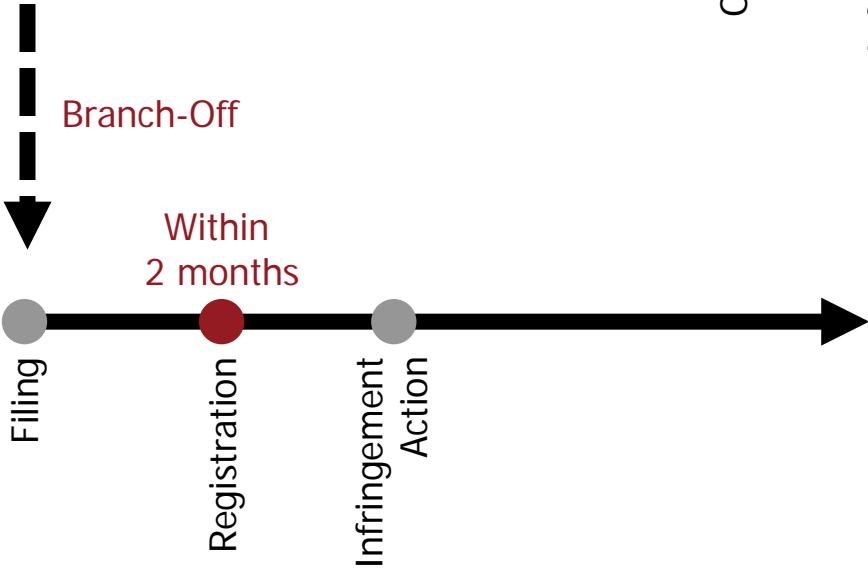 Branch-Off
Within
2 months
Filing
Registration
Infringement
Action